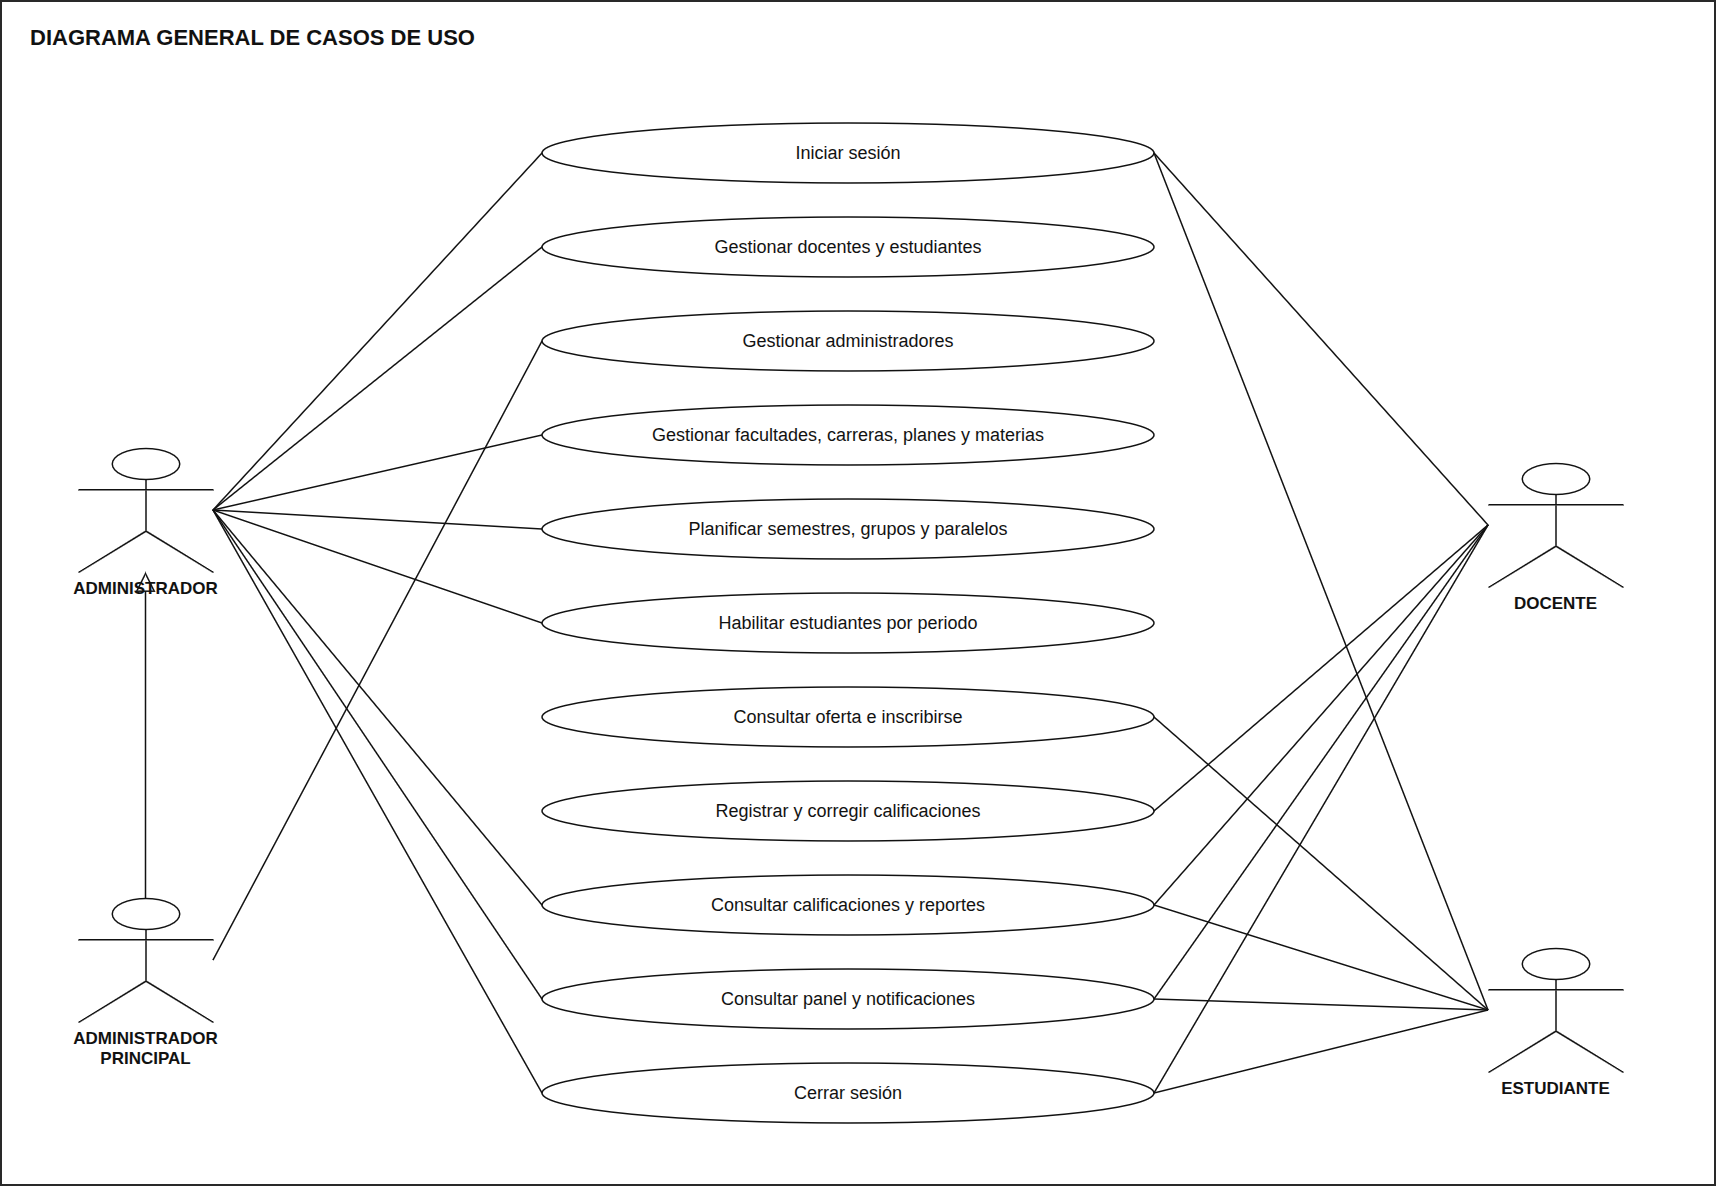 DIAGRAMA GENERAL DE CASOS DE USO
Iniciar sesión
Gestionar docentes y estudiantes
Gestionar administradores
Gestionar facultades, carreras, planes y materias
Planificar semestres, grupos y paralelos
Habilitar estudiantes por periodo
Consultar oferta e inscribirse
Registrar y corregir calificaciones
Consultar calificaciones y reportes
Consultar panel y notificaciones
Cerrar sesión
ADMINISTRADOR
ADMINISTRADOR
PRINCIPAL
DOCENTE
ESTUDIANTE